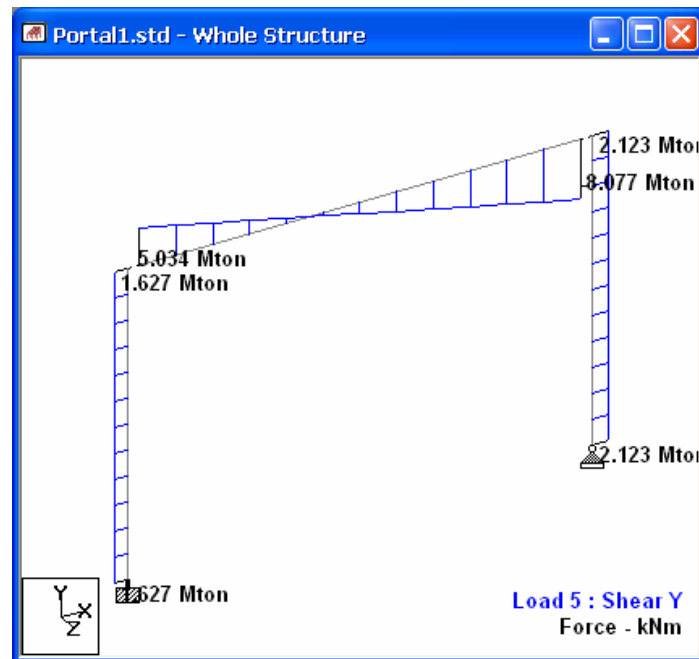 Portal1.std - Whole Structure
2.123 Mton
8.077 Mton
5.034 Mton
1.627 Mton
2.123 Mton
627 Mton
Y
X
Z
Load 5 : Shear Y
Force - kNm